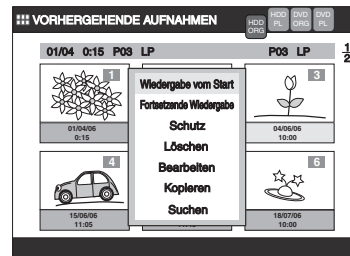 VORHERGEHENDE AUFNAHMEN
HDD ORG
HDD PL
DVD ORG
DVD PL
01/04 0:15 P03 LP P03 LP 1/2
1
3
Wiedergabe vom Start
Fortsetzende Wiedergabe
Schutz
Löschen
Bearbeiten
Kopieren
Suchen
01/04/06
0:15
04/06/06
10:00
4
6
15/06/06
11:05
18/07/06
10:00